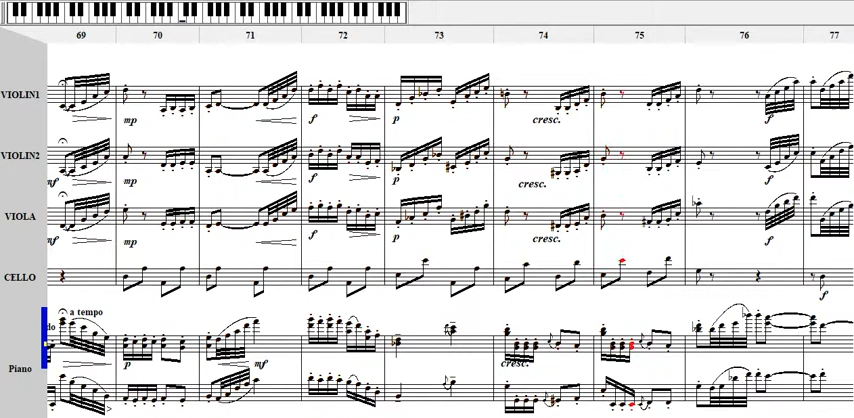 69 70 71 72 73 74 75 76 77
VIOLIN1
mp f p cresc. f
VIOLIN2
mf mp f p cresc. f
VIOLA
mf mp f p cresc. f
CELLO
f
a tempo
do
Piano
p mf cresc.